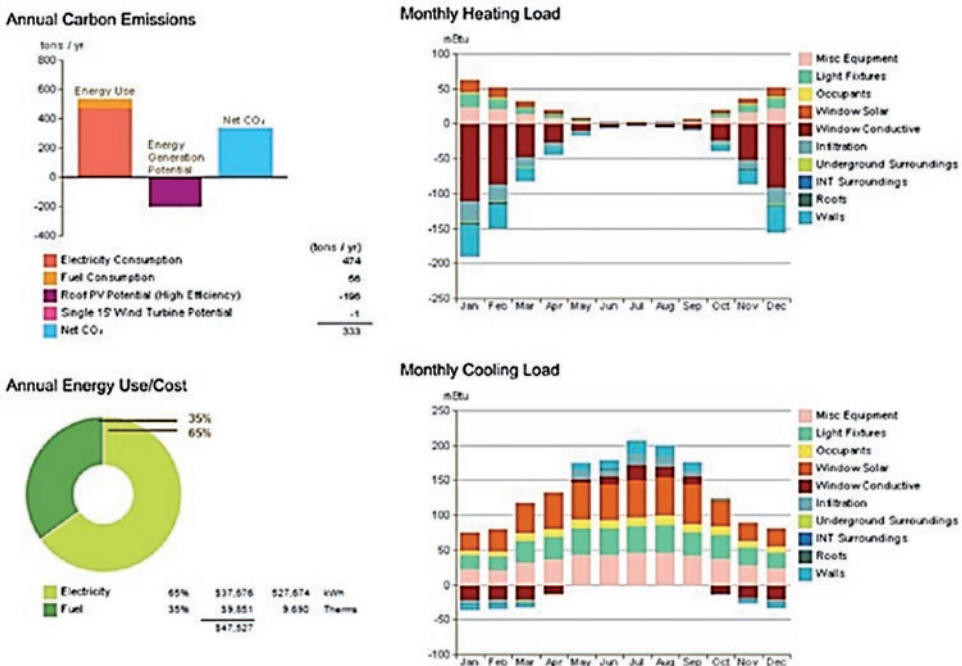 Annual Carbon Emissions
tons / yr
800
600
400
200
0
-200
-400
Energy Use
Energy
Generation
Potential
Net CO₂
(tons / yr)
Electricity Consumption 474
Fuel Consumption
Roof PV Potential (High Efficiency)
Single 15' Wind Turbine Potential -1
Net CO₂ 333
Monthly Heating Load
mBtu
100
50
0
-50
-100
-150
-200
-250
Jan Feb Mar Apr May Jun Jul Aug Sep Oct Nov Dec
Misc Equipment
Light Fixtures
Occupants
Window Solar
Window Conductive
Infiltration
Underground Surroundings
INT Surroundings
Roofs
Walls
Annual Energy Use/Cost
35%
65%
Electricity 65% $37,676 527,674 kWh
Fuel 35% $9,851 9,690 Therms
$47,527
Monthly Cooling Load
mBtu
250
200
150
100
50
0
-50
-100
Jan Feb Mar Apr May Jun Jul Aug Sep Oct Nov Dec
Misc Equipment
Light Fixtures
Occupants
Window Solar
Window Conductive
Infiltration
Underground Surroundings
INT Surroundings
Roofs
Walls